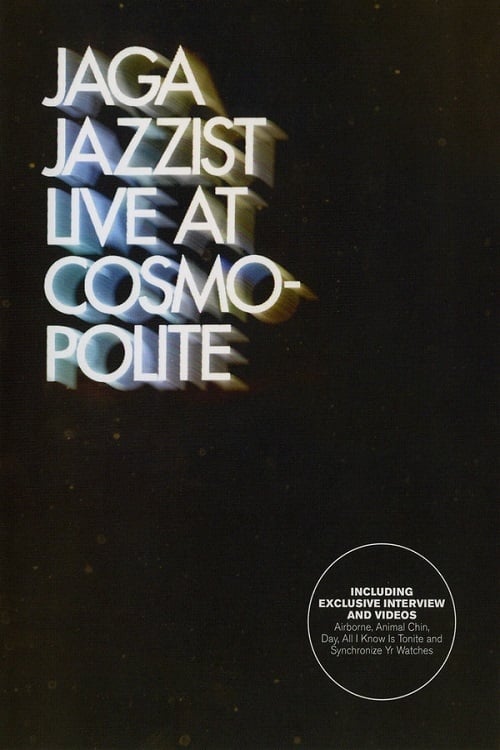 JAGA
JAZZIST
LIVE AT
COSMO-
POLITE
INCLUDING
EXCLUSIVE INTERVIEW
AND VIDEOS
Airborne, Animal Chin,
Day, All I Know Is Tonite and
Synchronize Yr Watches